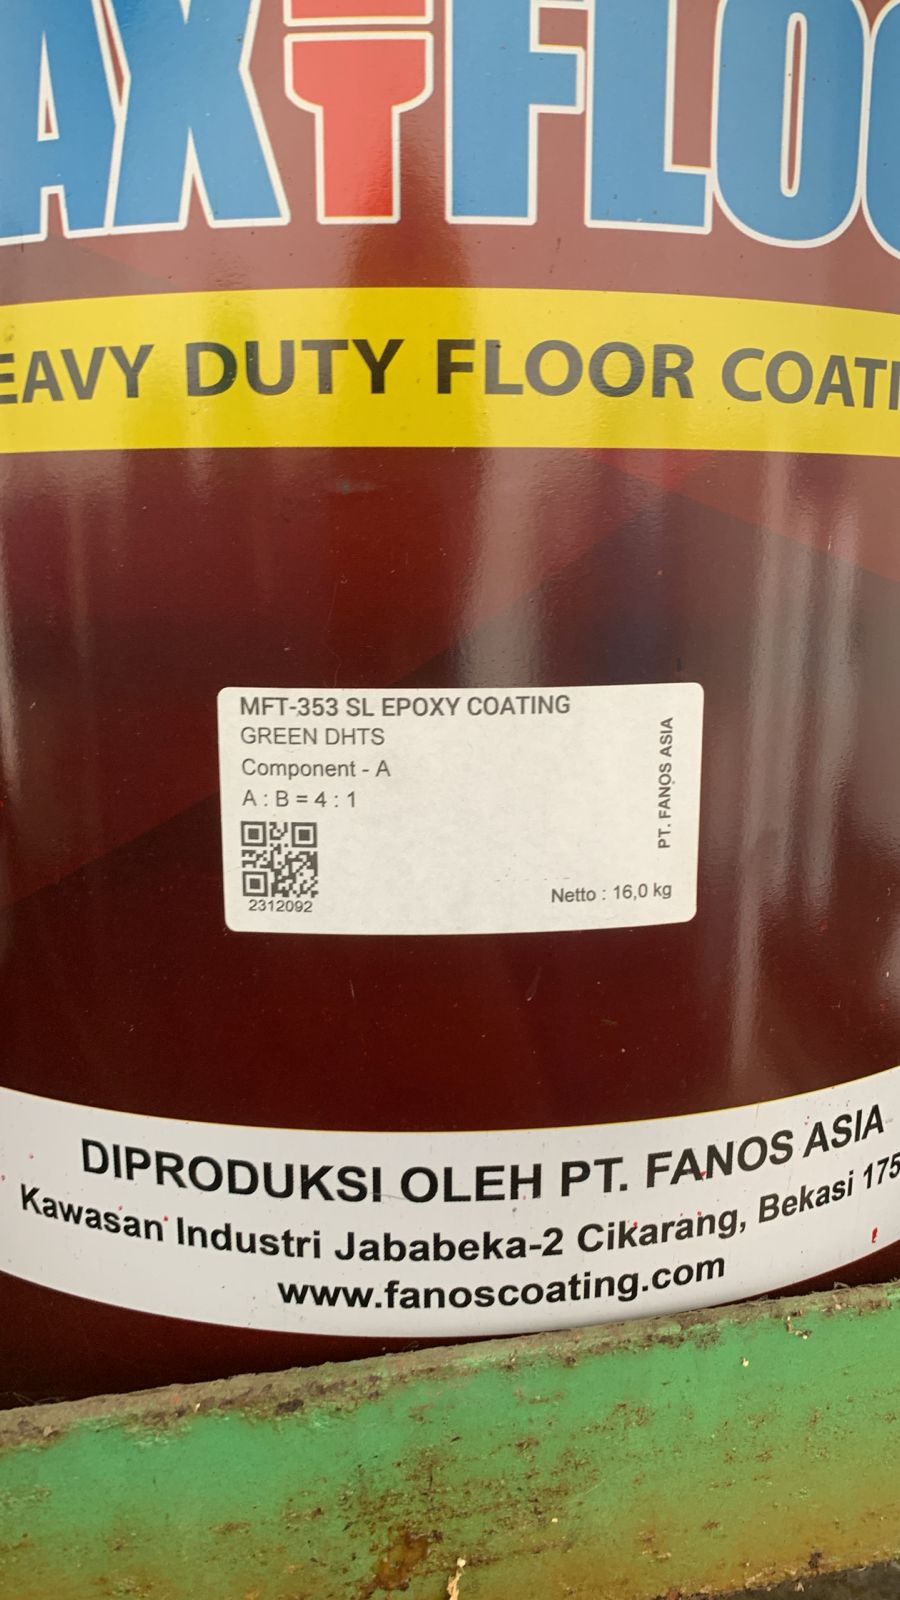 AXTFLOO
EAVY DUTY FLOOR COATI
MFT-353 SL EPOXY COATING
GREEN DHTS
Component - A
A : B = 4 : 1
2312092
Netto : 16,0 kg
PT. FANOS ASIA
DIPRODUKSI OLEH PT. FANOS ASIA
Kawasan Industri Jababeka-2 Cikarang, Bekasi 175
www.fanoscoating.com